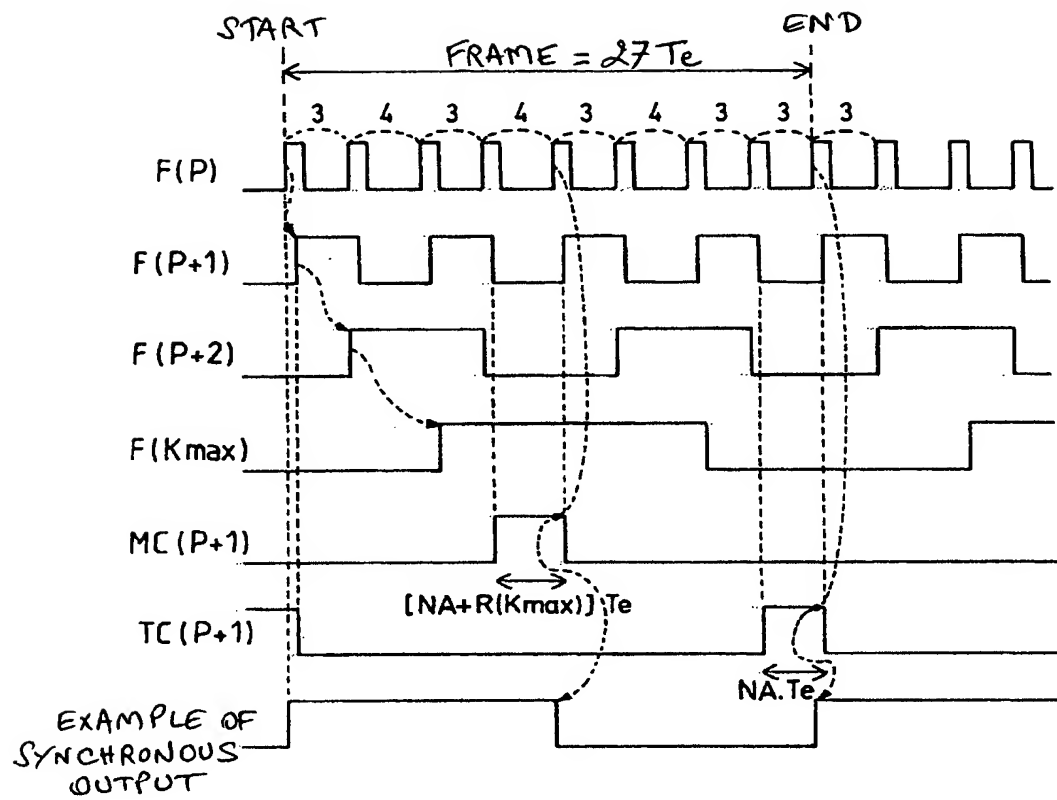 START
END
FRAME = 27 Te
3 4 3 4 3 4 3 3 3
F(P)
F(P+1)
F(P+2)
F(Kmax)
MC(P+1)
[NA+R(Kmax)] Te
TC(P+1)
NA.Te
EXAMPLE OF
SYNCHRONOUS
OUTPUT